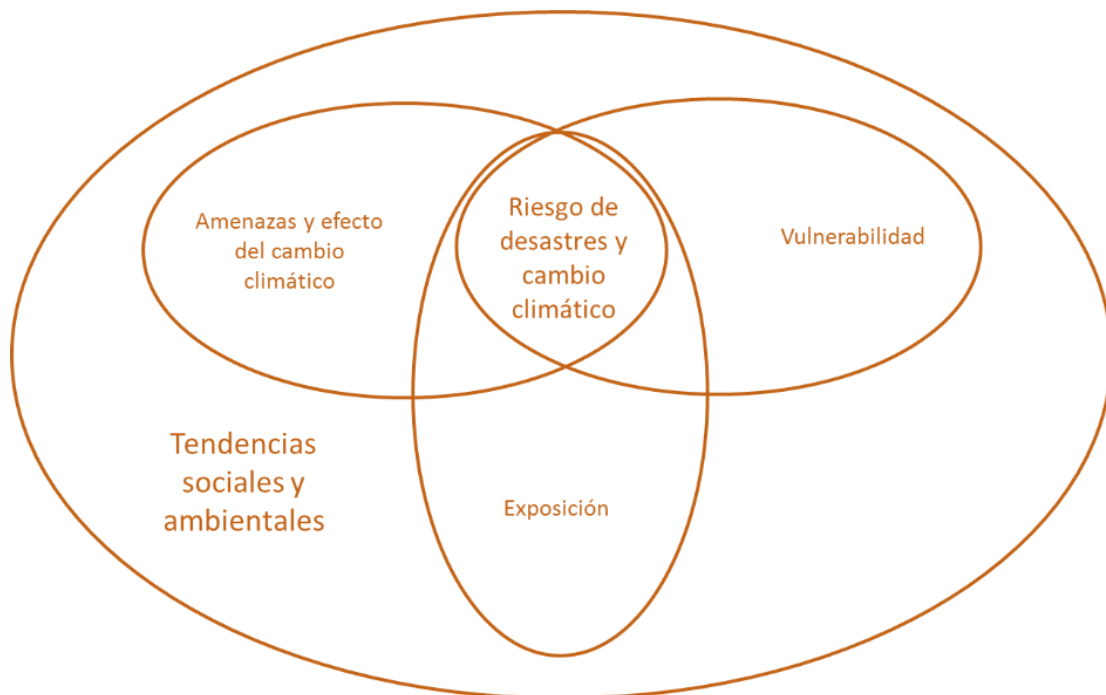 Amenazas y efecto
del cambio
climático
Riesgo de
desastres y
cambio
climático
Vulnerabilidad
Tendencias
sociales y
ambientales
Exposición